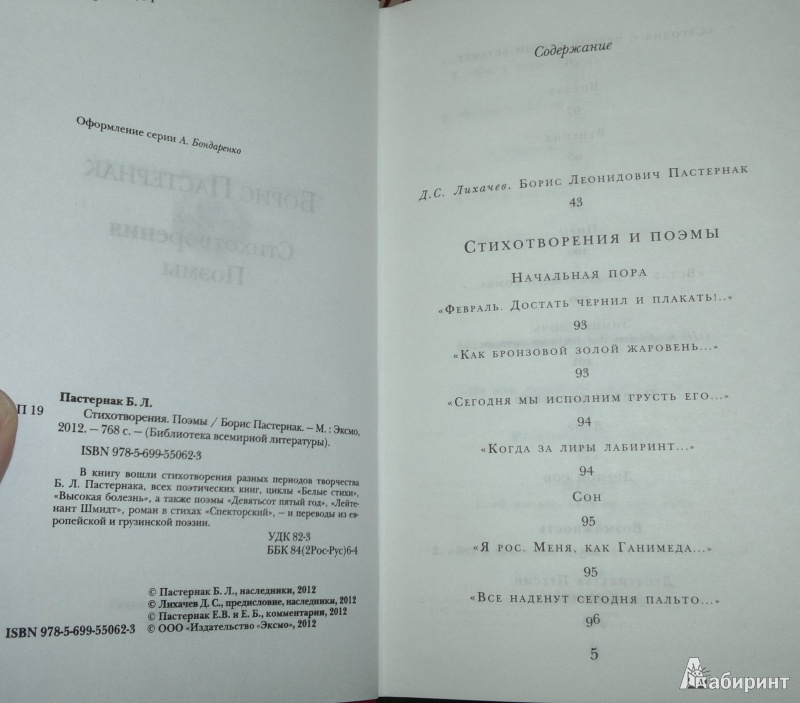 Оформление серии А. Бондаренко
Пастернак Б. Л.
П 19
Стихотворения. Поэмы / Борис Пастернак. – М. : Эксмо,
2012. – 768 с. – (Библиотека всемирной литературы).
ISBN 978-5-699-55062-3
В книгу вошли стихотворения разных периодов творчества
Б. Л. Пастернака, всех поэтических книг, циклы «Белые стихи»,
«Высокая болезнь», а также поэмы «Девятьсот пятый год», «Лейте-
нант Шмидт», роман в стихах «Спекторский», – и переводы из ев-
ропейской и грузинской поэзии.
УДК 82-3
ББК 84(2Рос-Рус)6-4
© Пастернак Б. Л., наследники, 2012
© Лихачев Д. С., предисловие, наследники, 2012
© Пастернак Е.В. и Е. Б., комментарии, 2012
ISBN 978-5-699-55062-3 © ООО «Издательство «Эксмо», 2012
Содержание
Д.С. Лихачев. Борис Леонидович Пастернак
43
Стихотворения и поэмы
Начальная пора
«Февраль. Достать чернил и плакать!..»
93
«Как бронзовой золой жаровень...»
93
«Сегодня мы исполним грусть его...»
94
«Когда за лиры лабиринт...»
94
Сон
95
«Я рос. Меня, как Ганимеда...»
95
«Все наденут сегодня пальто...»
96
5
Лабиринт